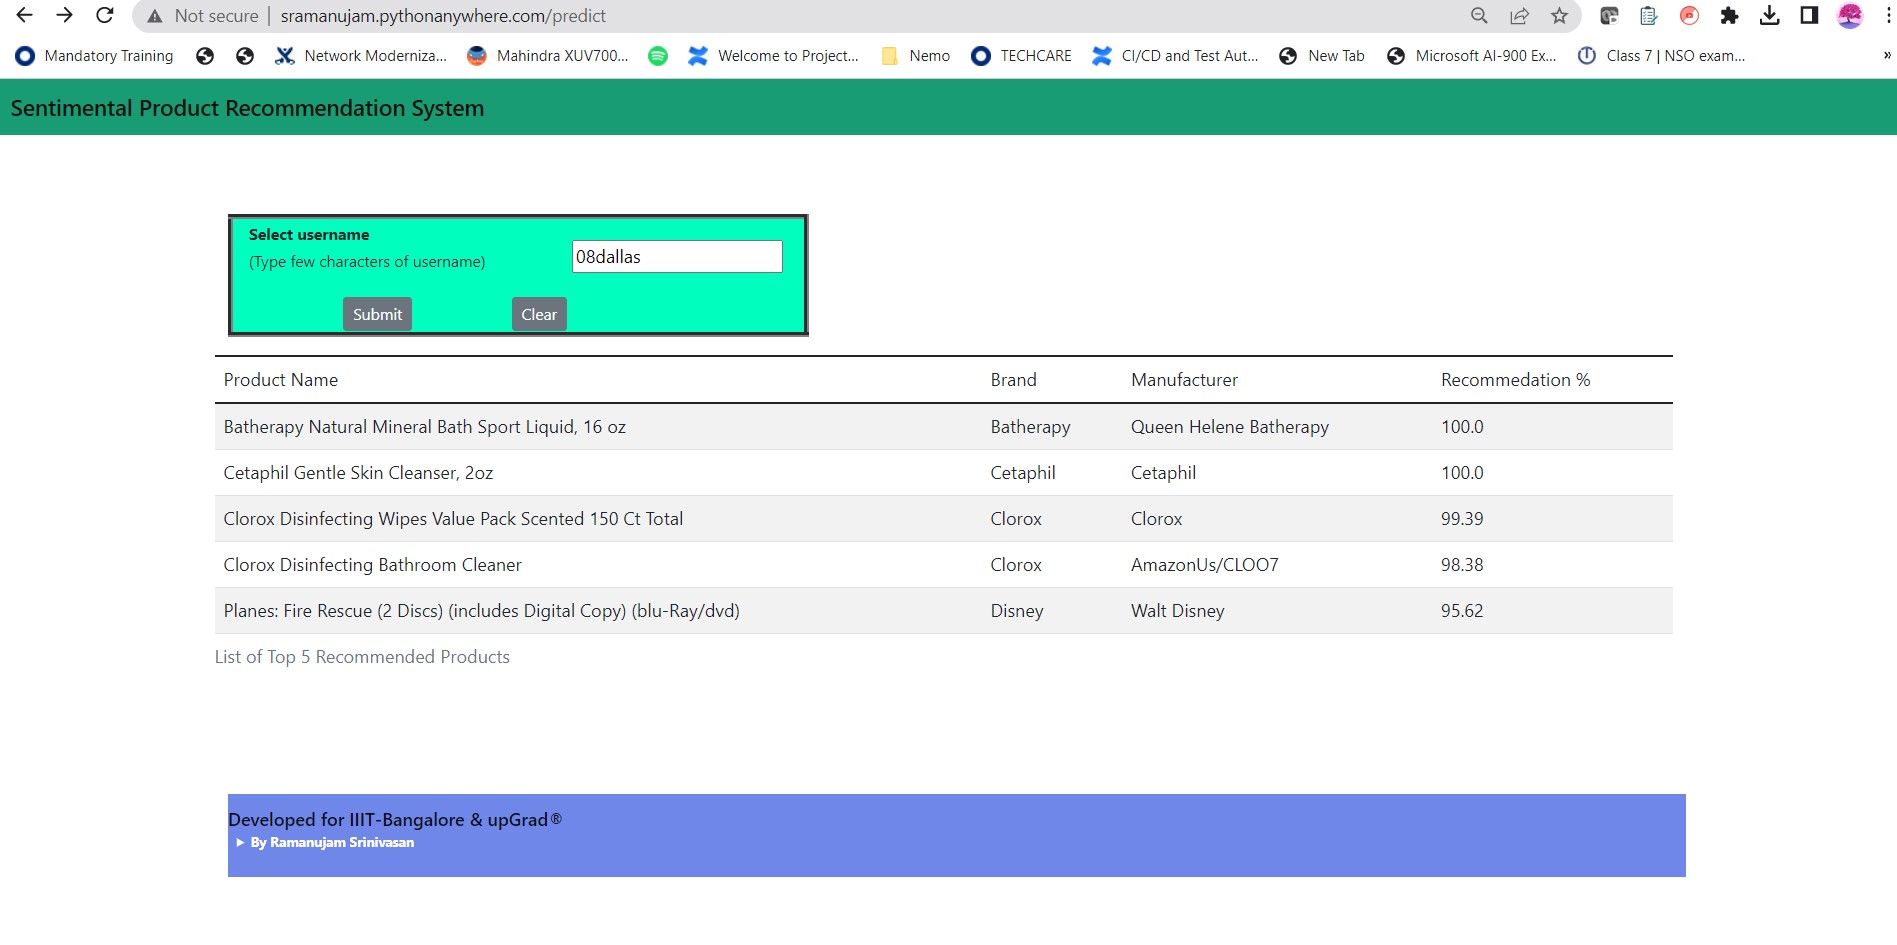 Not secure | sramanujam.pythonanywhere.com/predict
Mandatory Training Network Moderniza... Mahindra XUV700... Welcome to Project... Nemo TECHCARE CI/CD and Test Aut... New Tab Microsoft AI-900 Ex... Class 7 | NSO exam... »
Sentimental Product Recommendation System
Select username
(Type few characters of username)
08dallas
Submit Clear
Product Name Brand Manufacturer Recommedation %
Batherapy Natural Mineral Bath Sport Liquid, 16 oz Batherapy Queen Helene Batherapy 100.0
Cetaphil Gentle Skin Cleanser, 2oz Cetaphil Cetaphil 100.0
Clorox Disinfecting Wipes Value Pack Scented 150 Ct Total Clorox Clorox 99.39
Clorox Disinfecting Bathroom Cleaner Clorox AmazonUs/CLOO7 98.38
Planes: Fire Rescue (2 Discs) (includes Digital Copy) (blu-Ray/dvd) Disney Walt Disney 95.62
List of Top 5 Recommended Products
Developed for IIIT-Bangalore & upGrad®
By Ramanujam Srinivasan